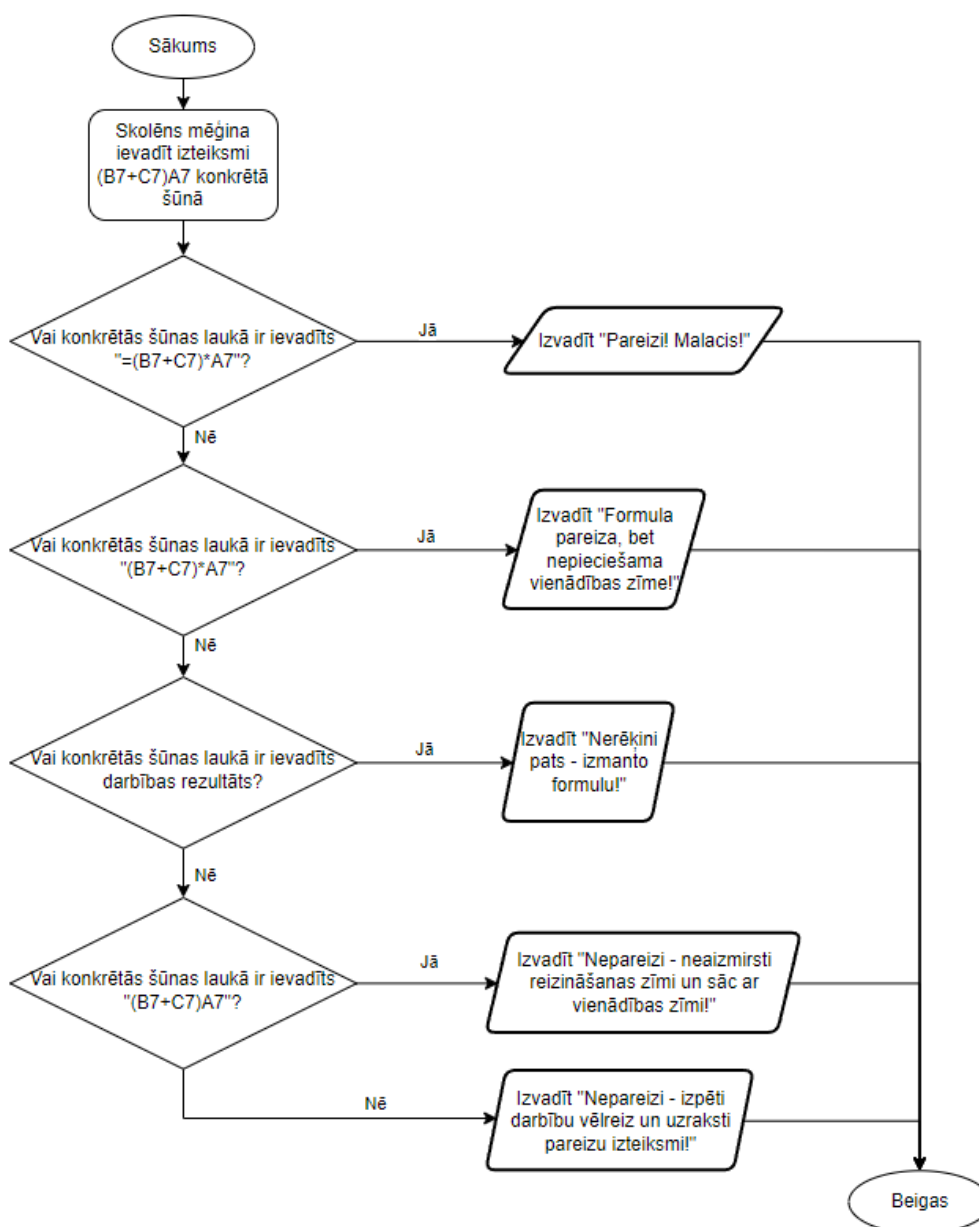 Sākums
Skolēns mēģina
ievadīt izteiksmi
(B7+C7)A7 konkrētā
šūnā
Vai konkrētās šūnas laukā ir ievadīts
"=(B7+C7)*A7"?
Jā
Izvadīt "Pareizi! Malacis!"
Nē
Vai konkrētās šūnas laukā ir ievadīts
"(B7+C7)*A7"?
Jā
Izvadīt "Formula
pareiza, bet
nepieciešama
vienādības zīme!"
Nē
Vai konkrētās šūnas laukā ir ievadīts
darbības rezultāts?
Jā
Izvadīt "Nerēķini
pats - izmanto
formulu!"
Nē
Vai konkrētās šūnas laukā ir ievadīts
"(B7+C7)A7"?
Jā
Izvadīt "Nepareizi - neaizmirsti
reizināšanas zīmi un sāc ar
vienādības zīmi!"
Nē
Izvadīt "Nepareizi - izpēti
darbību vēlreiz un uzraksti
pareizu izteiksmi!"
Beigas